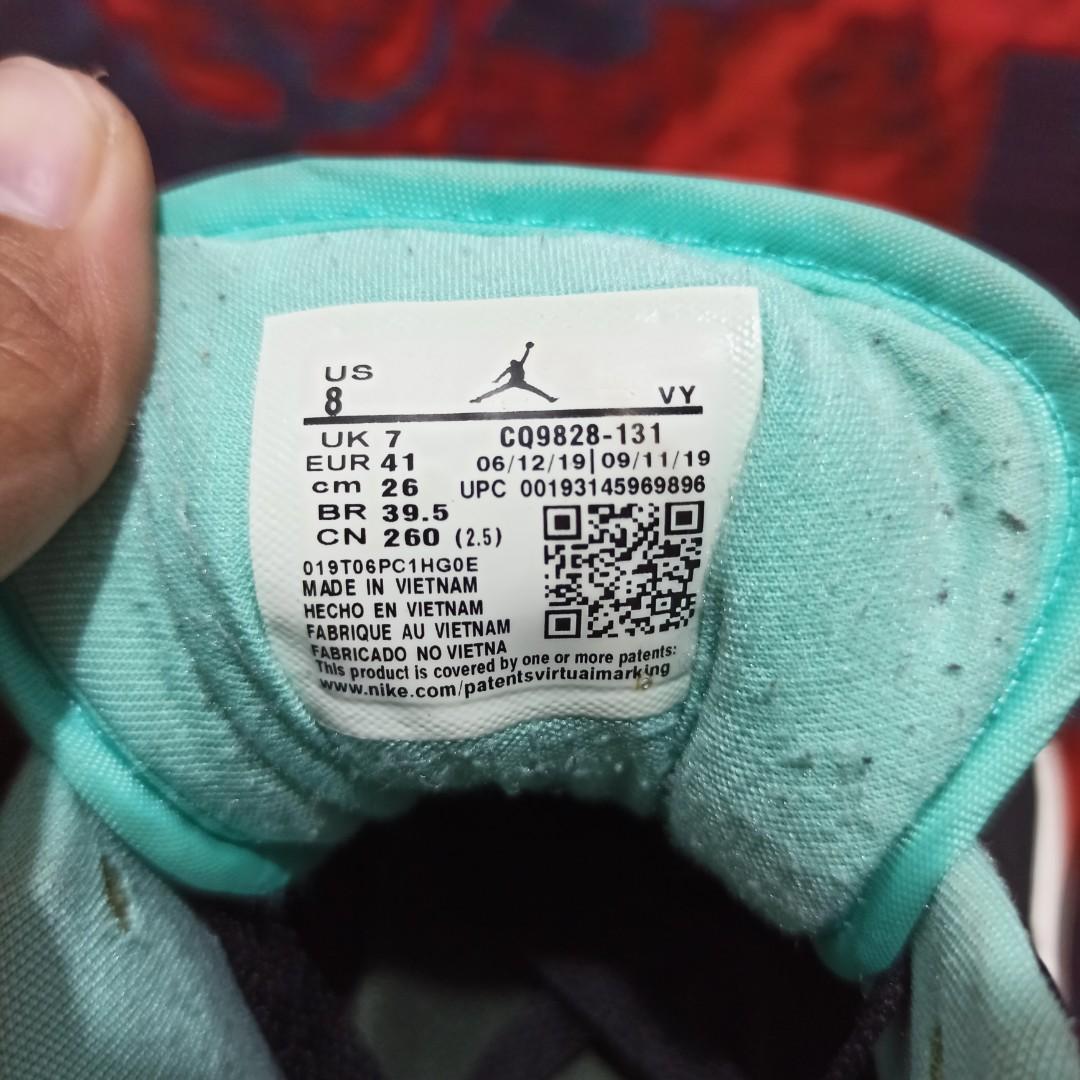 US
8 VY
UK 7 CQ9828-131
EUR 41 06/12/19|09/11/19
cm 26 UPC 00193145969896
BR 39.5
CN 260 (2.5)
019T06PC1HG0E
MADE IN VIETNAM
HECHO EN VIETNAM
FABRIQUE AU VIETNAM
FABRICADO NO VIETNA
This product is covered by one or more patents:
www.nike.com/patentsvirtuaimarking